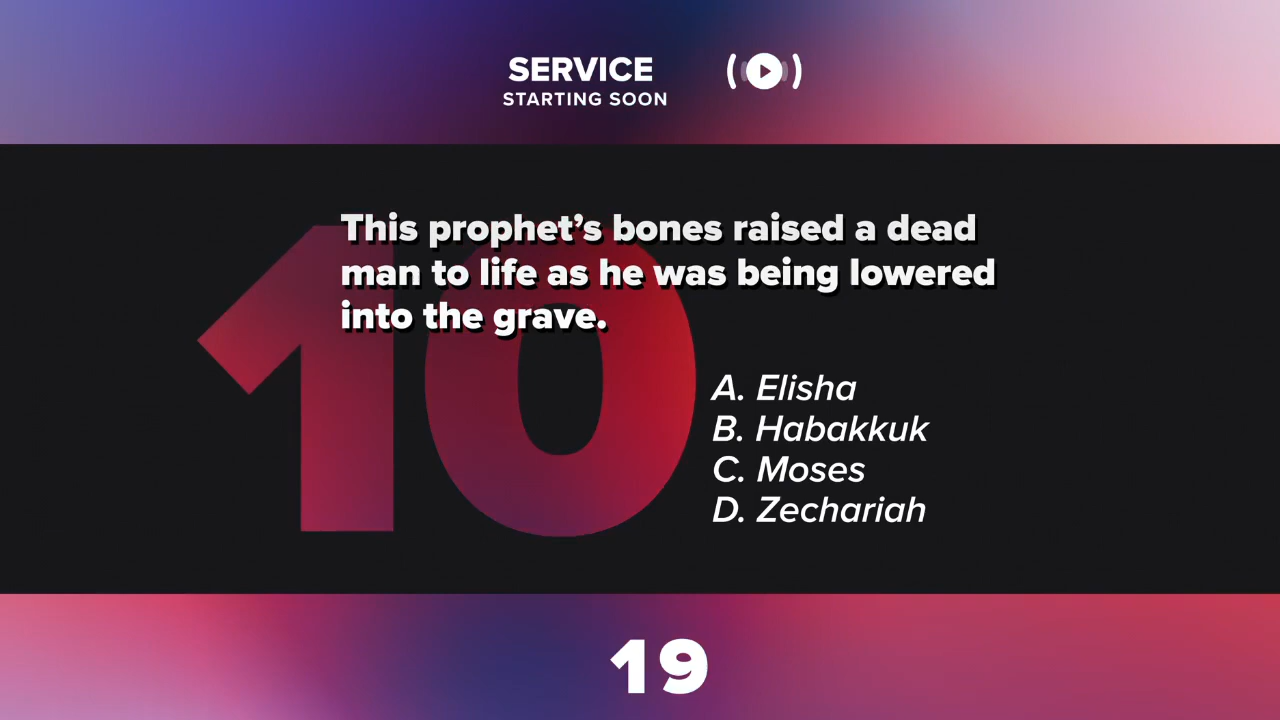 SERVICE
STARTING SOON
10
This prophet’s bones raised a dead
man to life as he was being lowered
into the grave.
A. Elisha
B. Habakkuk
C. Moses
D. Zechariah
19